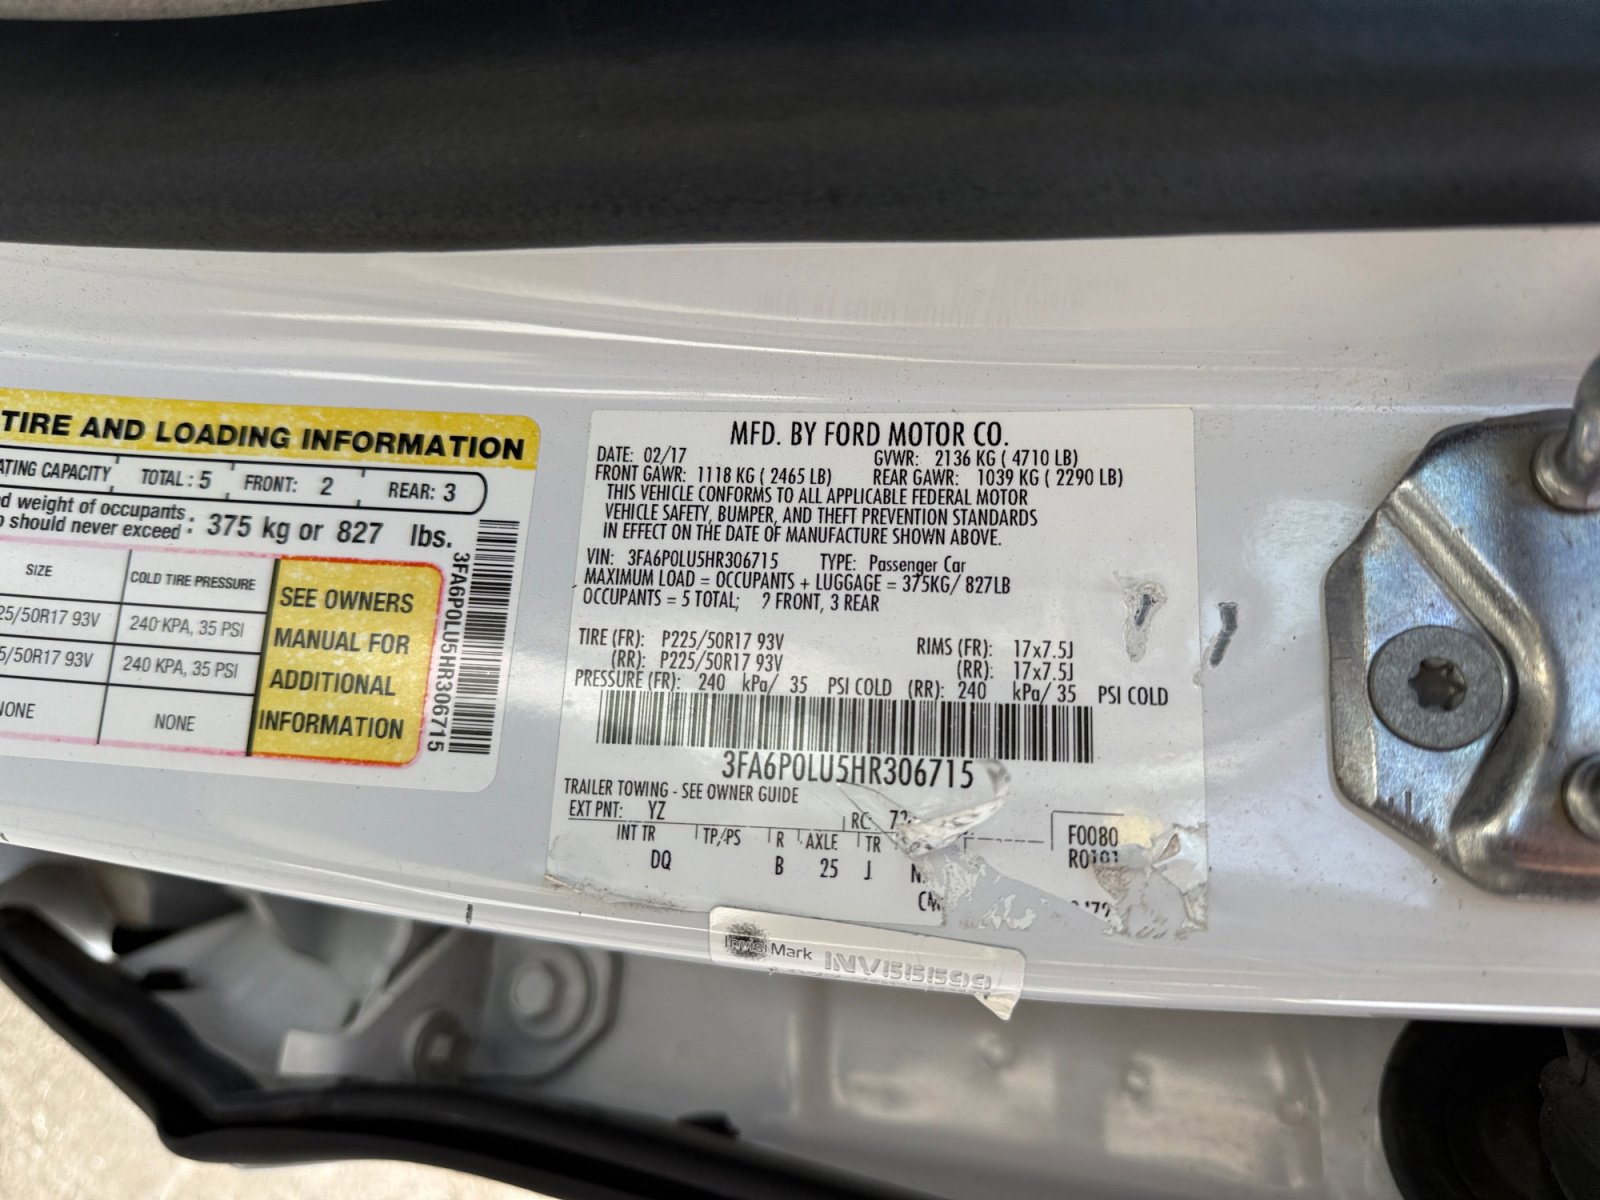 TIRE AND LOADING INFORMATION
ATING CAPACITY TOTAL : 5 FRONT: 2 REAR: 3
d weight of occupants
o should never exceed : 375 kg or 827 lbs.
SIZE COLD TIRE PRESSURE
25/50R17 93V 240 KPA, 35 PSI
5/50R17 93V 240 KPA, 35 PSI
NONE NONE
SEE OWNERS
MANUAL FOR
ADDITIONAL
INFORMATION
3FA6P0LU5HR306715
MFD. BY FORD MOTOR CO.
DATE: 02/17 GVWR: 2136 KG ( 4710 LB)
FRONT GAWR: 1118 KG ( 2465 LB) REAR GAWR: 1039 KG ( 2290 LB)
THIS VEHICLE CONFORMS TO ALL APPLICABLE FEDERAL MOTOR
VEHICLE SAFETY, BUMPER, AND THEFT PREVENTION STANDARDS
IN EFFECT ON THE DATE OF MANUFACTURE SHOWN ABOVE.
VIN: 3FA6P0LU5HR306715 TYPE: Passenger Car
MAXIMUM LOAD = OCCUPANTS + LUGGAGE = 375KG/ 827LB
OCCUPANTS = 5 TOTAL; 2 FRONT, 3 REAR
TIRE (FR): P225/50R17 93V RIMS (FR): 17x7.5J
(RR): P225/50R17 93V (RR): 17x7.5J
PRESSURE (FR): 240 kPa/ 35 PSI COLD (RR): 240 kPa/ 35 PSI COLD
3FA6P0LU5HR306715
TRAILER TOWING - SEE OWNER GUIDE
EXT PNT: YZ RC: 72
INT TR TP/PS R AXLE TR F0080
DQ B 25 J R0101
Mark INV555599